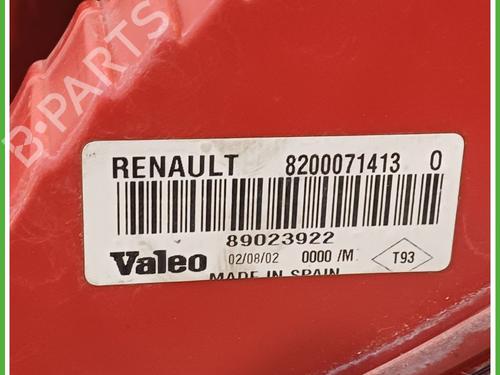 B-PARTS
RENAULT 8200071413 0
89023922
Valeo 02/08/02 0000 /M T93
MADE IN SPAIN